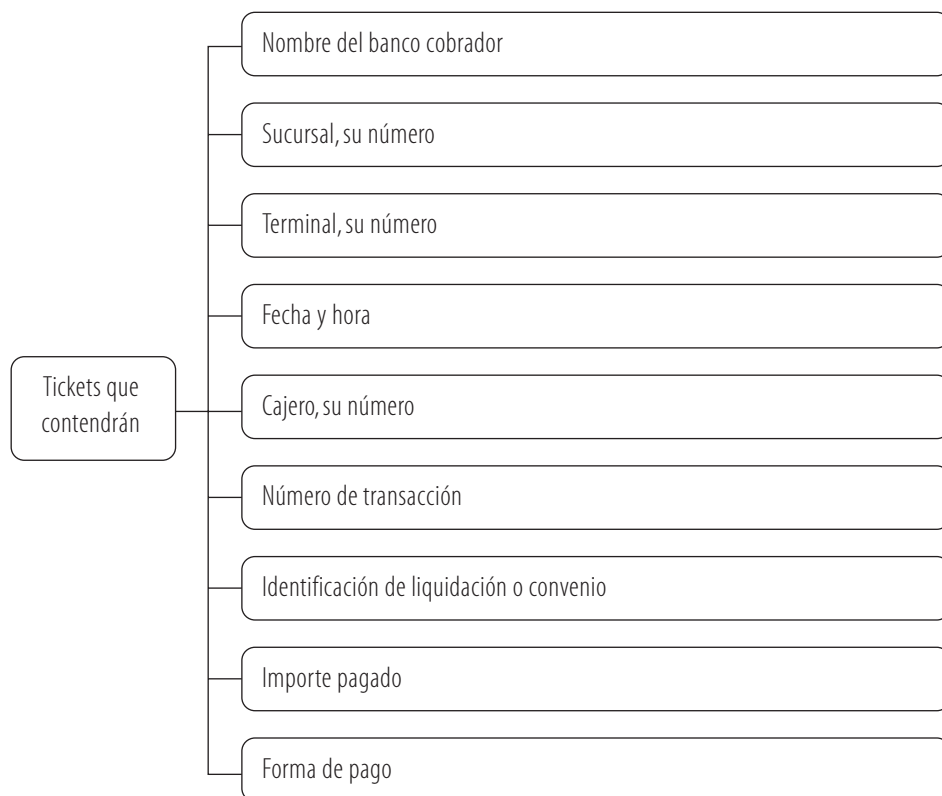 Nombre del banco cobrador
Sucursal, su número
Terminal, su número
Fecha y hora
Tickets que
contendrán
Cajero, su número
Número de transacción
Identificación de liquidación o convenio
Importe pagado
Forma de pago